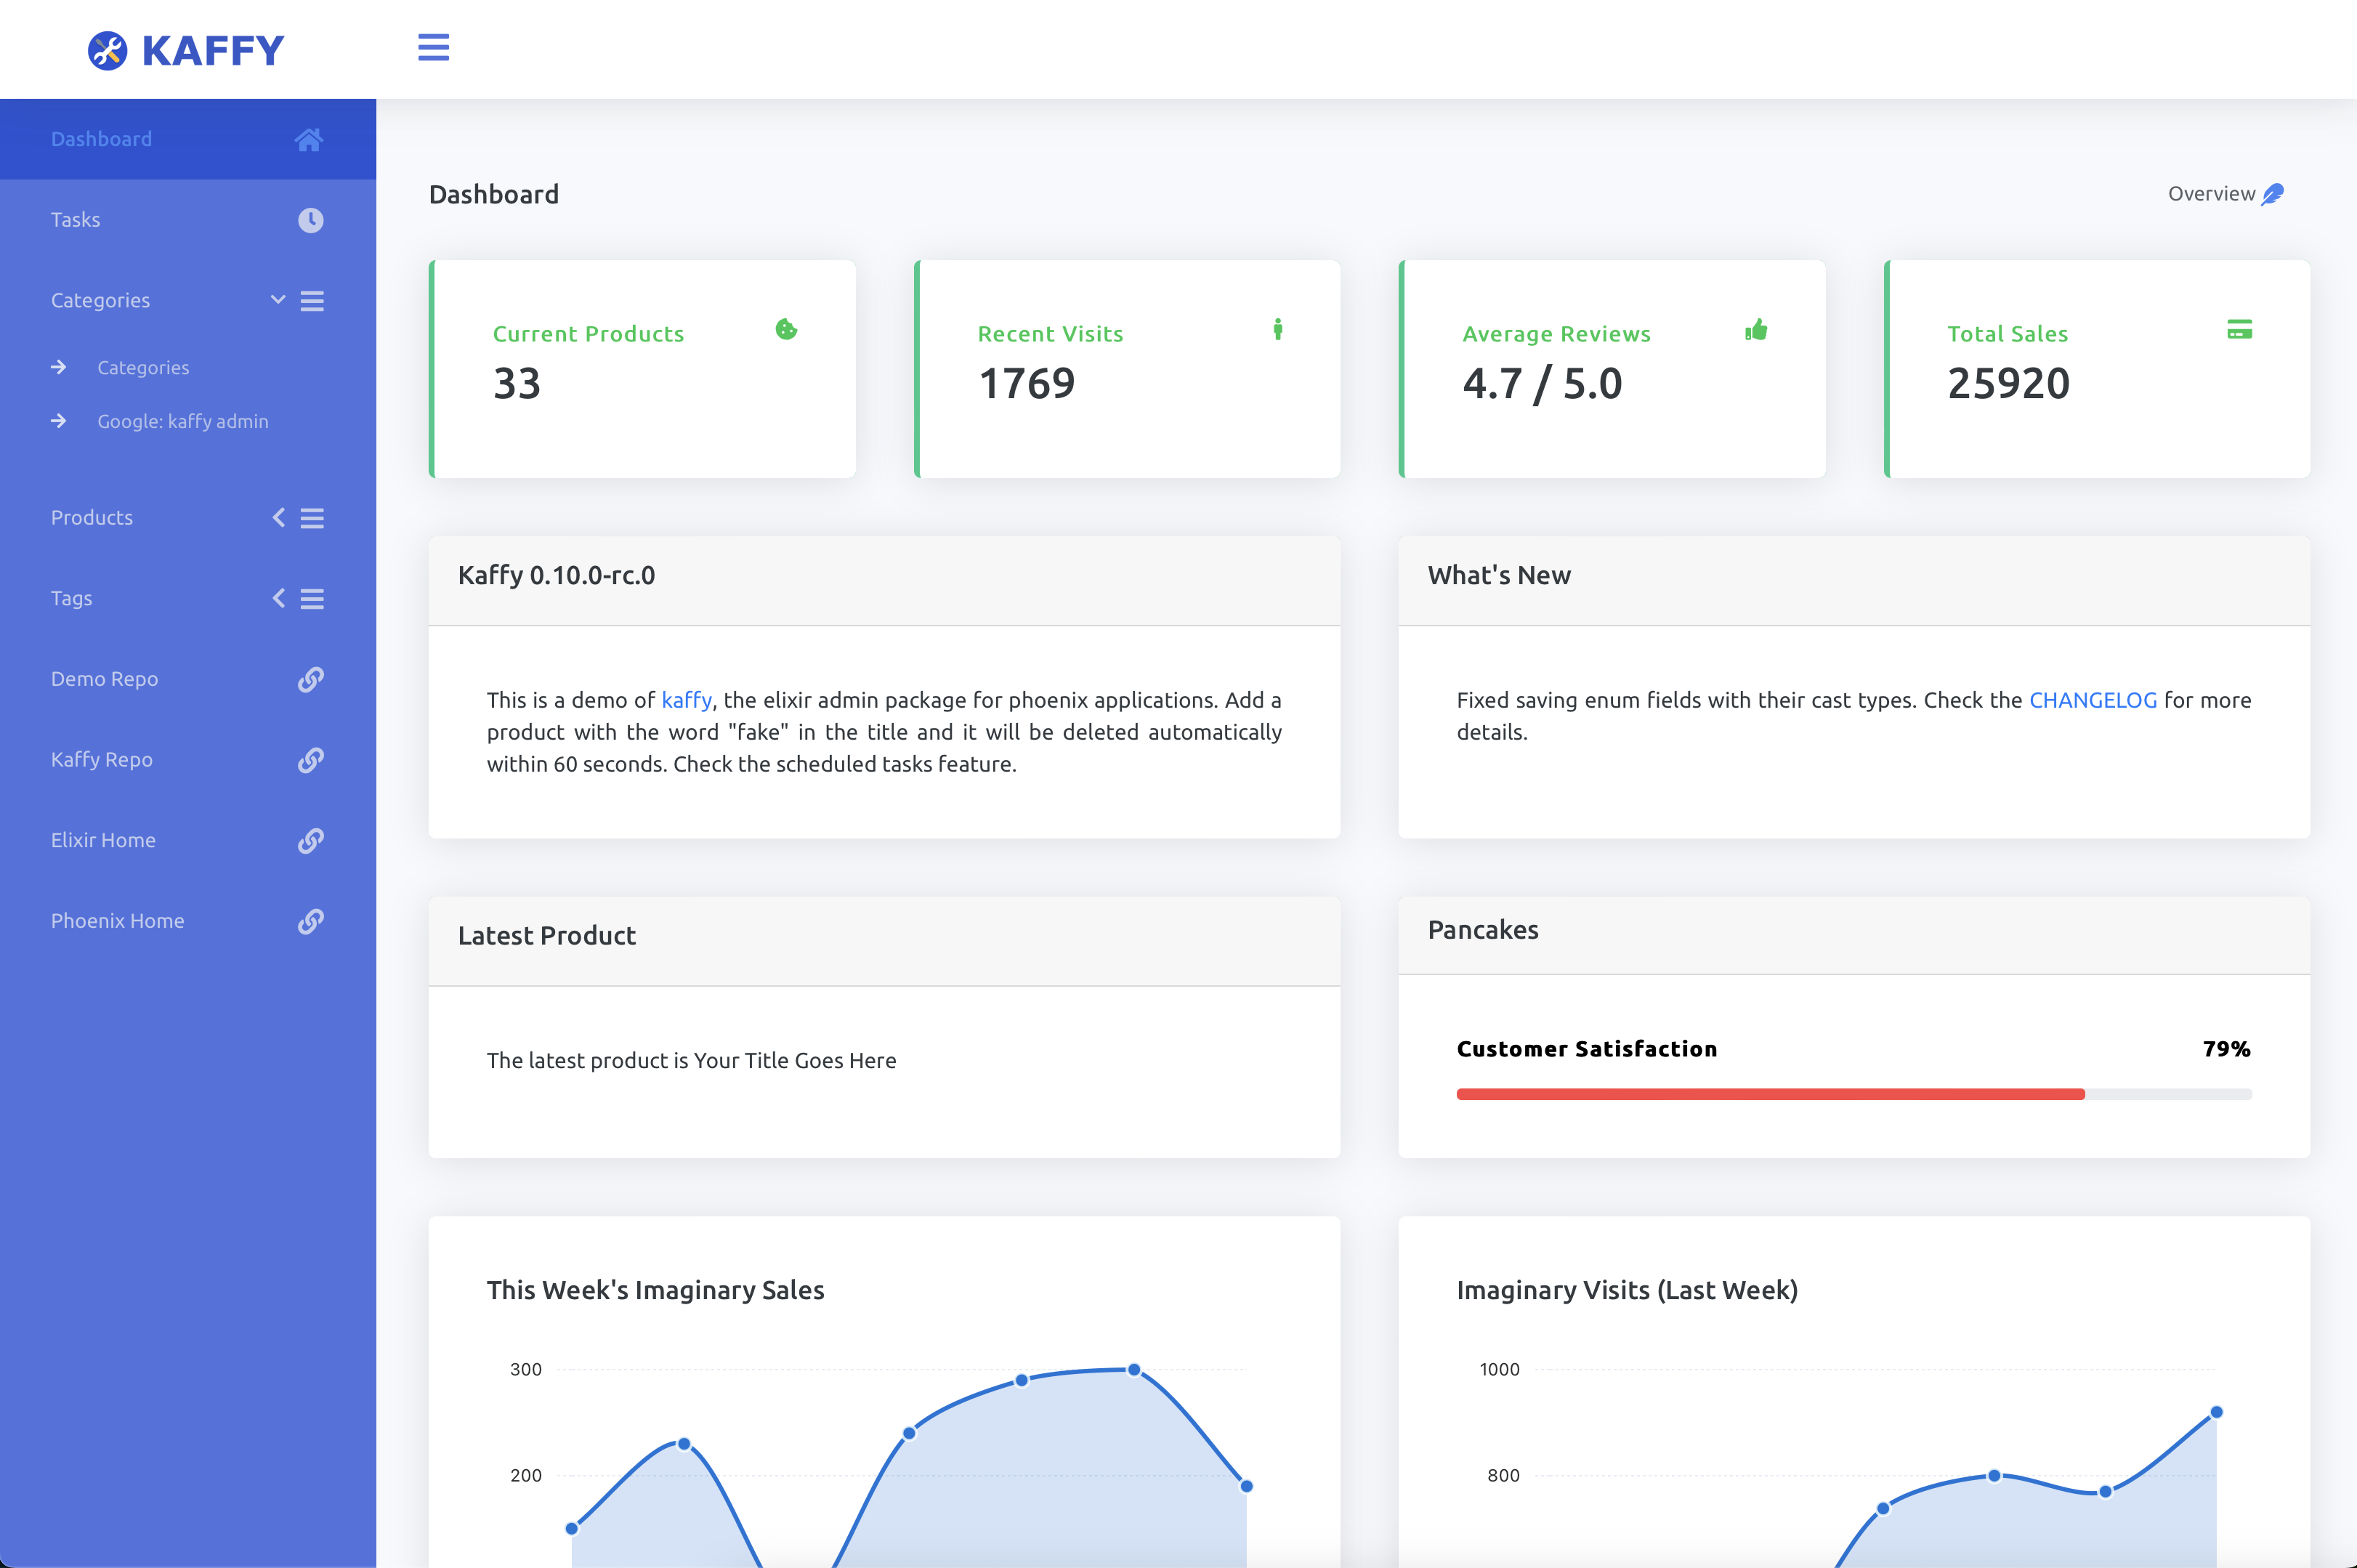 KAFFY
Dashboard
Tasks
Categories
Categories
Google: kaffy admin
Products
Tags
Demo Repo
Kaffy Repo
Elixir Home
Phoenix Home
Dashboard
Overview
Current Products
33
Recent Visits
1769
Average Reviews
4.7 / 5.0
Total Sales
25920
Kaffy 0.10.0-rc.0
This is a demo of kaffy, the elixir admin package for phoenix applications. Add a
product with the word "fake" in the title and it will be deleted automatically
within 60 seconds. Check the scheduled tasks feature.
What's New
Fixed saving enum fields with their cast types. Check the CHANGELOG for more
details.
Latest Product
The latest product is Your Title Goes Here
Pancakes
Customer Satisfaction 79%
This Week's Imaginary Sales
300
200
Imaginary Visits (Last Week)
1000
800